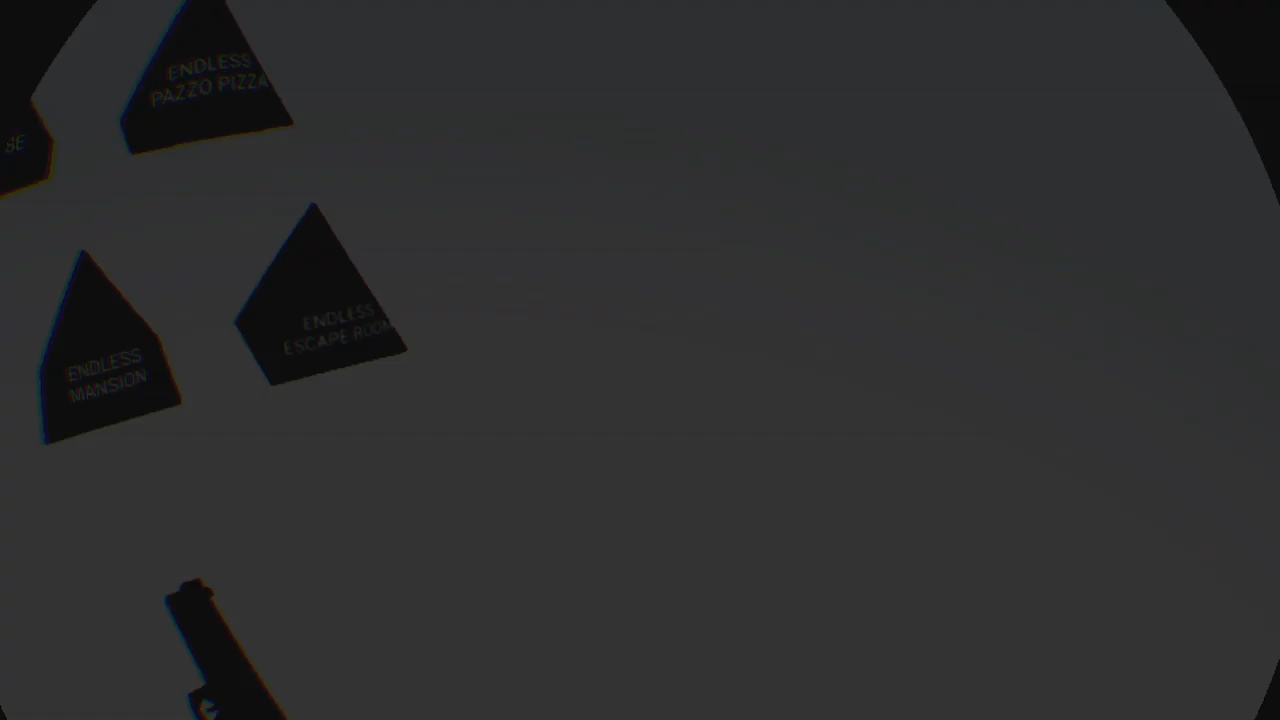 ENDLESS
PAZZO PIZZA
ENDLESS
ESCAPE ROOM
ENDLESS
MANSION